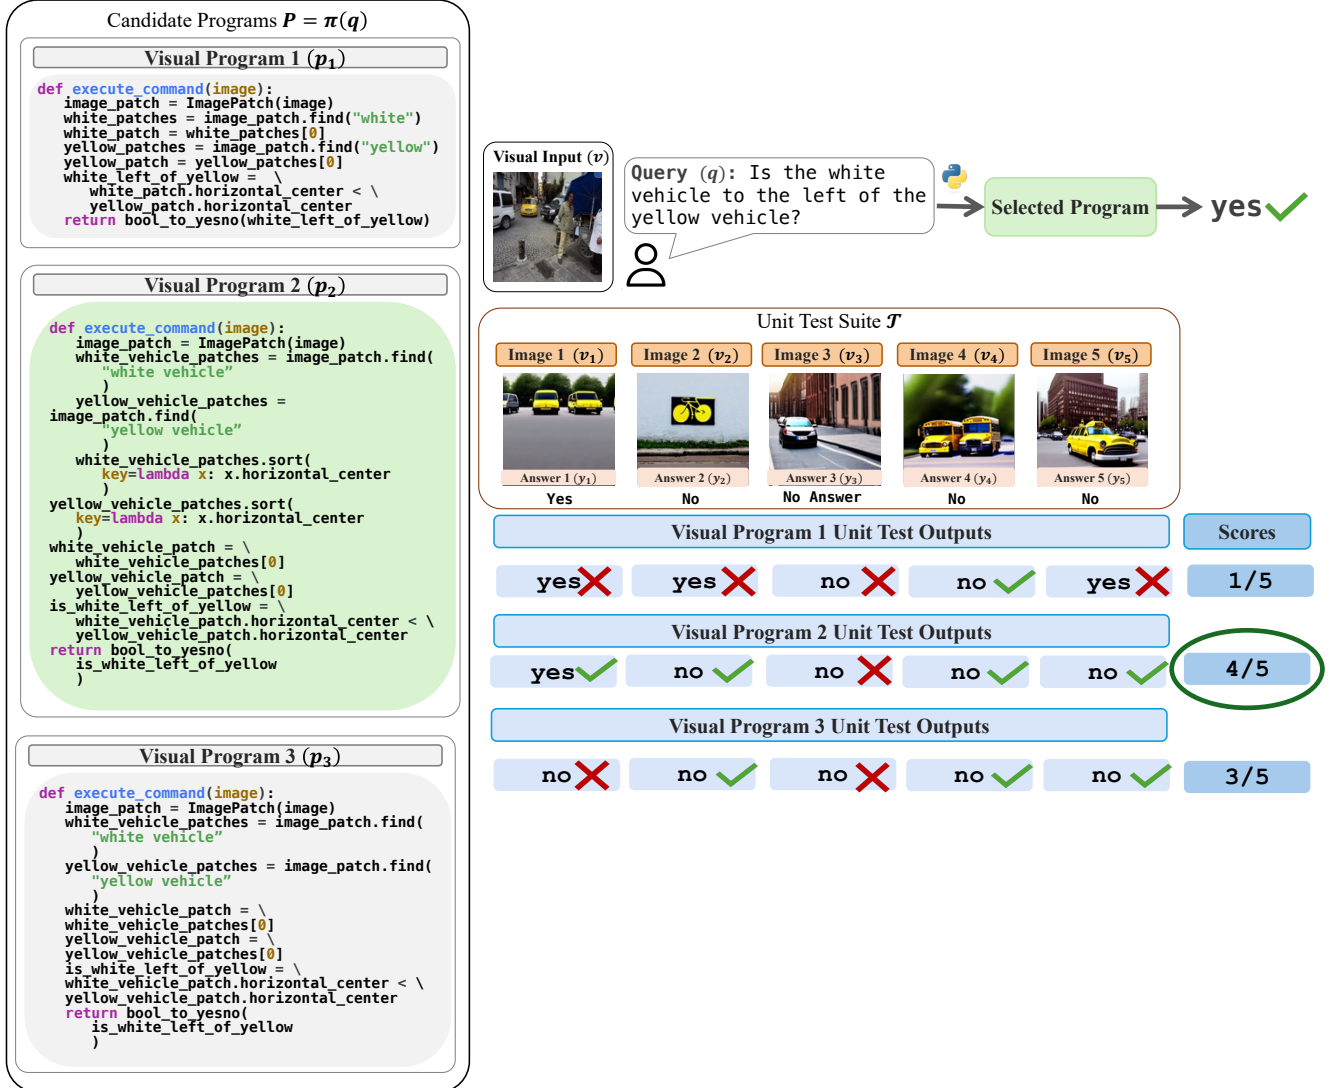 Candidate Programs P = π(q)
Visual Program 1 (p₁)
def execute_command(image):
image_patch = ImagePatch(image)
white_patches = image_patch.find("white")
white_patch = white_patches[0]
yellow_patches = image_patch.find("yellow")
yellow_patch = yellow_patches[0]
white_left_of_yellow = \
white_patch.horizontal_center < \
yellow_patch.horizontal_center
return bool_to_yesno(white_left_of_yellow)
Visual Program 2 (p₂)
def execute_command(image):
image_patch = ImagePatch(image)
white_vehicle_patches = image_patch.find(
"white vehicle”
)
yellow_vehicle_patches =
image_patch.find(
"yellow vehicle”
)
white_vehicle_patches.sort(
key=lambda x: x.horizontal_center
)
yellow_vehicle_patches.sort(
key=lambda x: x.horizontal_center
)
white_vehicle_patch = \
white_vehicle_patches[0]
yellow_vehicle_patch = \
yellow_vehicle_patches[0]
is_white_left_of_yellow = \
white_vehicle_patch.horizontal_center < \
yellow_vehicle_patch.horizontal_center
return bool_to_yesno(
is_white_left_of_yellow
)
Visual Program 3 (p₃)
def execute_command(image):
image_patch = ImagePatch(image)
white_vehicle_patches = image_patch.find(
"white vehicle”
)
yellow_vehicle_patches = image_patch.find(
"yellow vehicle”
)
white_vehicle_patch = \
white_vehicle_patches[0]
yellow_vehicle_patch = \
yellow_vehicle_patches[0]
is_white_left_of_yellow = \
white_vehicle_patch.horizontal_center < \
yellow_vehicle_patch.horizontal_center
return bool_to_yesno(
is_white_left_of_yellow
)
Visual Input (v)
Query (q): Is the white
vehicle to the left of the
yellow vehicle?
Selected Program
yes
Unit Test Suite 𝒯
Image 1 (v₁) Image 2 (v₂) Image 3 (v₃) Image 4 (v₄) Image 5 (v₅)
Answer 1 (y₁) Answer 2 (y₂) Answer 3 (y₃) Answer 4 (y₄) Answer 5 (y₅)
Yes No No Answer No No
Visual Program 1 Unit Test Outputs Scores
yes yes no no yes 1/5
Visual Program 2 Unit Test Outputs
yes no no no no 4/5
Visual Program 3 Unit Test Outputs
no no no no no 3/5